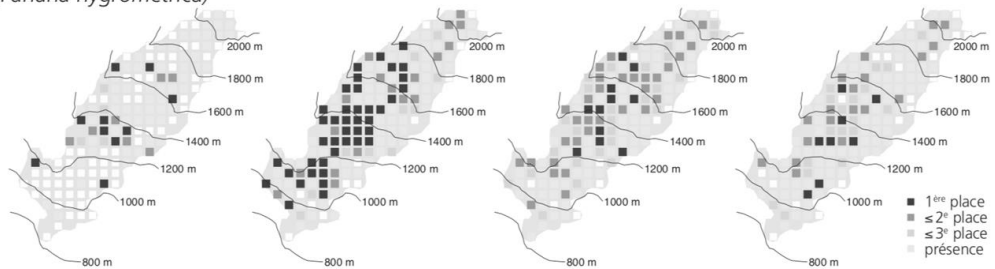 hygrometrica)
2000 m
1800 m
1600 m
1400 m
1200 m
1000 m
800 m
2000 m
1800 m
1600 m
1400 m
1200 m
1000 m
800 m
2000 m
1800 m
1600 m
1400 m
1200 m
1000 m
800 m
2000 m
1800 m
1600 m
1400 m
1200 m
1000 m
800 m
1ère place
≤2e place
≤3e place
présence